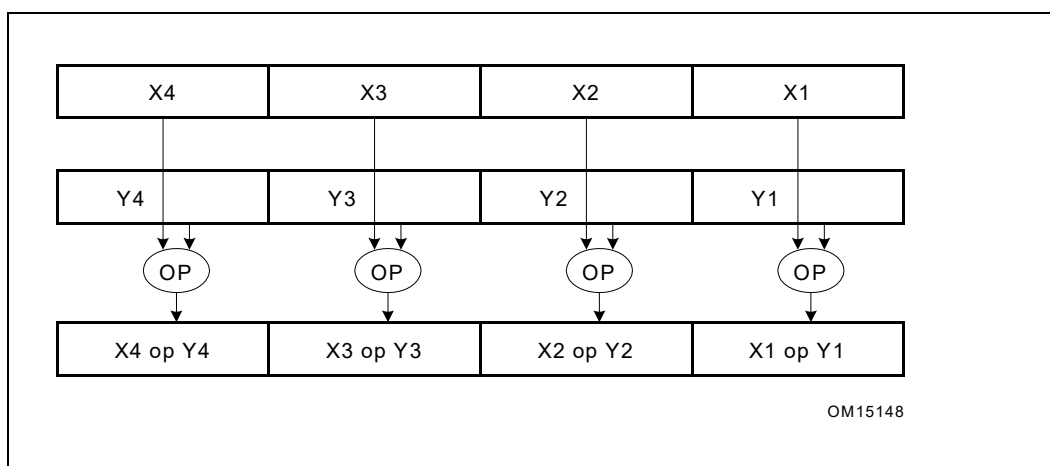 X4 X3 X2 X1
Y4 Y3 Y2 Y1
OP OP OP OP
X4 op Y4 X3 op Y3 X2 op Y2 X1 op Y1
OM15148